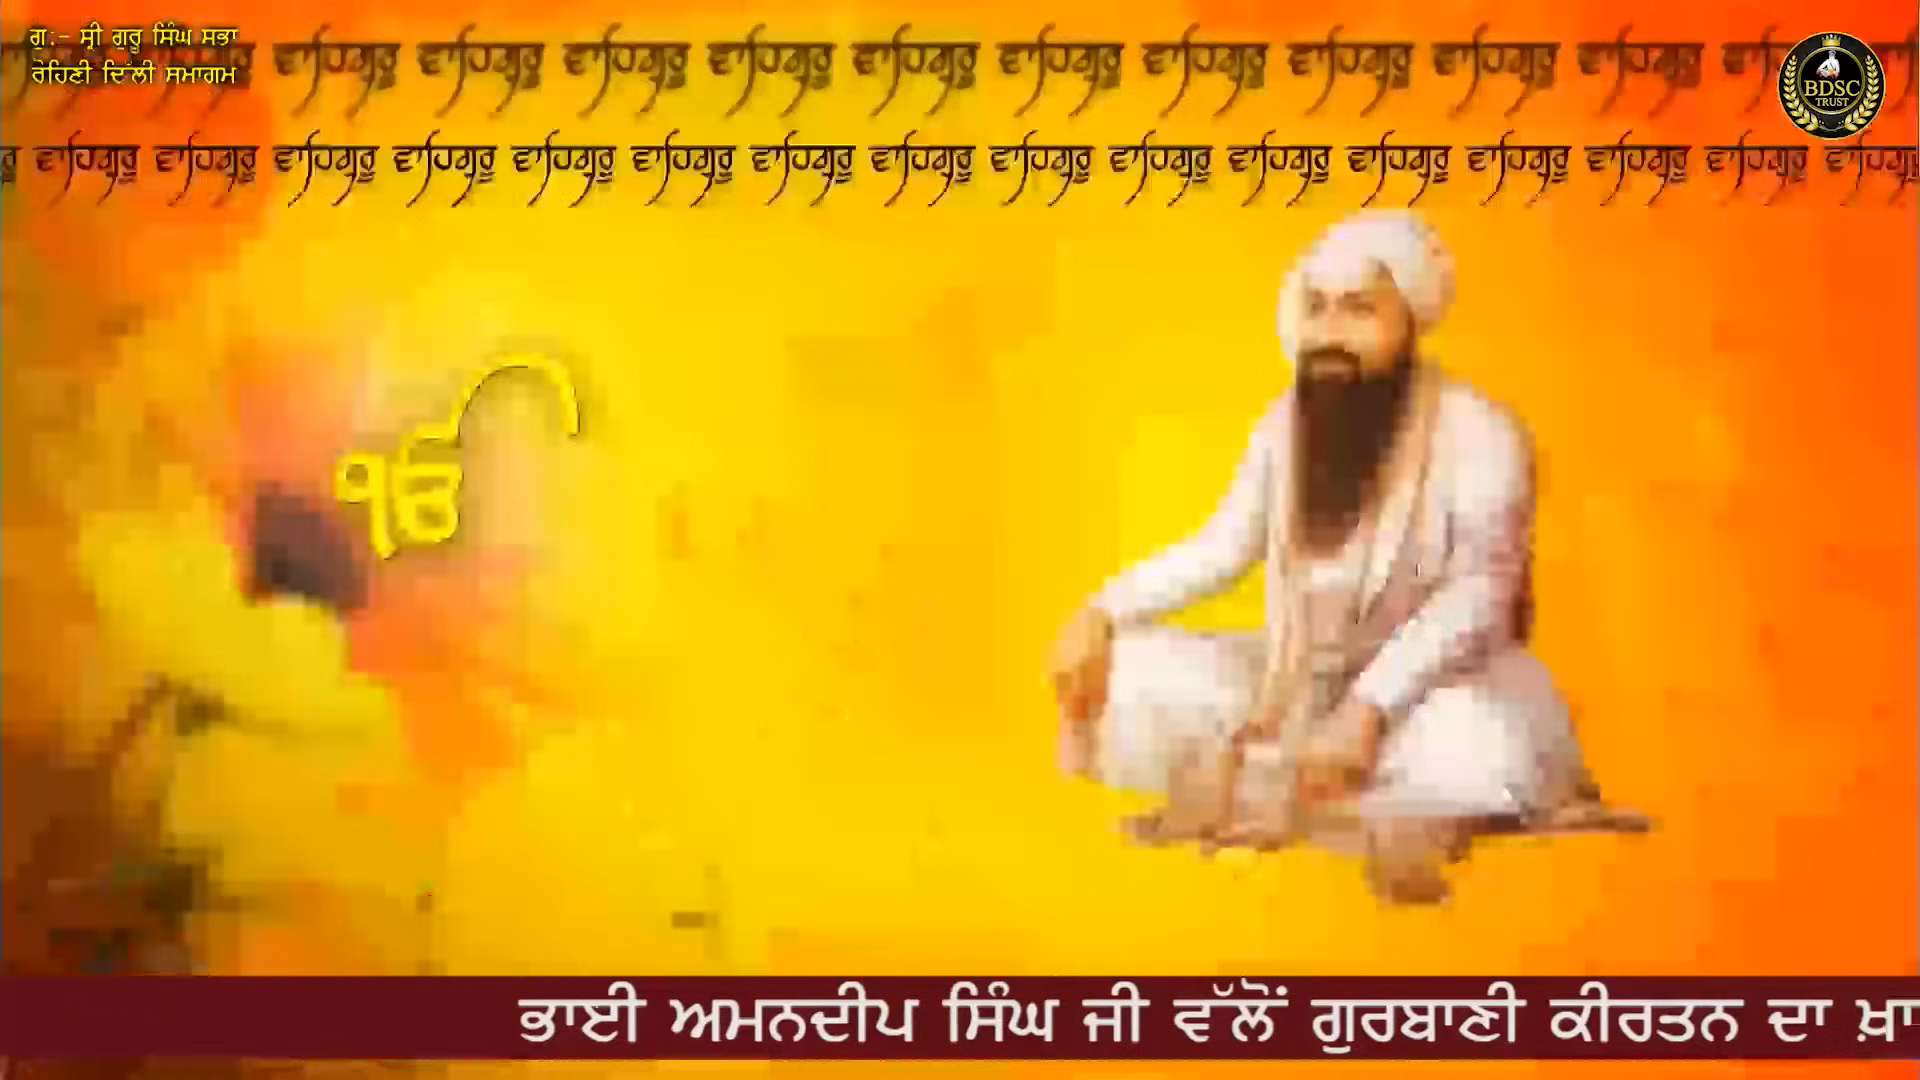 ਗੁ:- ਸ੍ਰੀ ਗੁਰੂ ਸਿੰਘ ਸਭਾ
ਰੋਹਿਣੀ ਦਿੱਲੀ ਸਮਾਗਮ
ਵਾਹਿਗੁਰੂ ਵਾਹਿਗੁਰੂ ਵਾਹਿਗੁਰੂ ਵਾਹਿਗੁਰੂ ਵਾਹਿਗੁਰੂ ਵਾਹਿਗੁਰੂ ਵਾਹਿਗੁਰੂ ਵਾਹਿਗੁਰੂ ਵਾਹਿਗੁਰੂ ਵਾਹਿਗੁਰੂ
BDSC
TRUST
ਵਾਹਿਗੁਰੂ ਵਾਹਿਗੁਰੂ ਵਾਹਿਗੁਰੂ ਵਾਹਿਗੁਰੂ ਵਾਹਿਗੁਰੂ ਵਾਹਿਗੁਰੂ ਵਾਹਿਗੁਰੂ ਵਾਹਿਗੁਰੂ ਵਾਹਿਗੁਰੂ ਵਾਹਿਗੁਰੂ ਵਾਹਿਗੁਰੂ ਵਾਹਿਗੁਰੂ ਵਾਹਿਗੁਰੂ ਵਾਹਿਗੁਰੂ ਵਾਹਿਗੁਰੂ ਵਾਹਿਗੁਰੂ
ੴ
ਭਾਈ ਅਮਨਦੀਪ ਸਿੰਘ ਜੀ ਵੱਲੋਂ ਗੁਰਬਾਣੀ ਕੀਰਤਨ ਦਾ ਖ਼ਾ